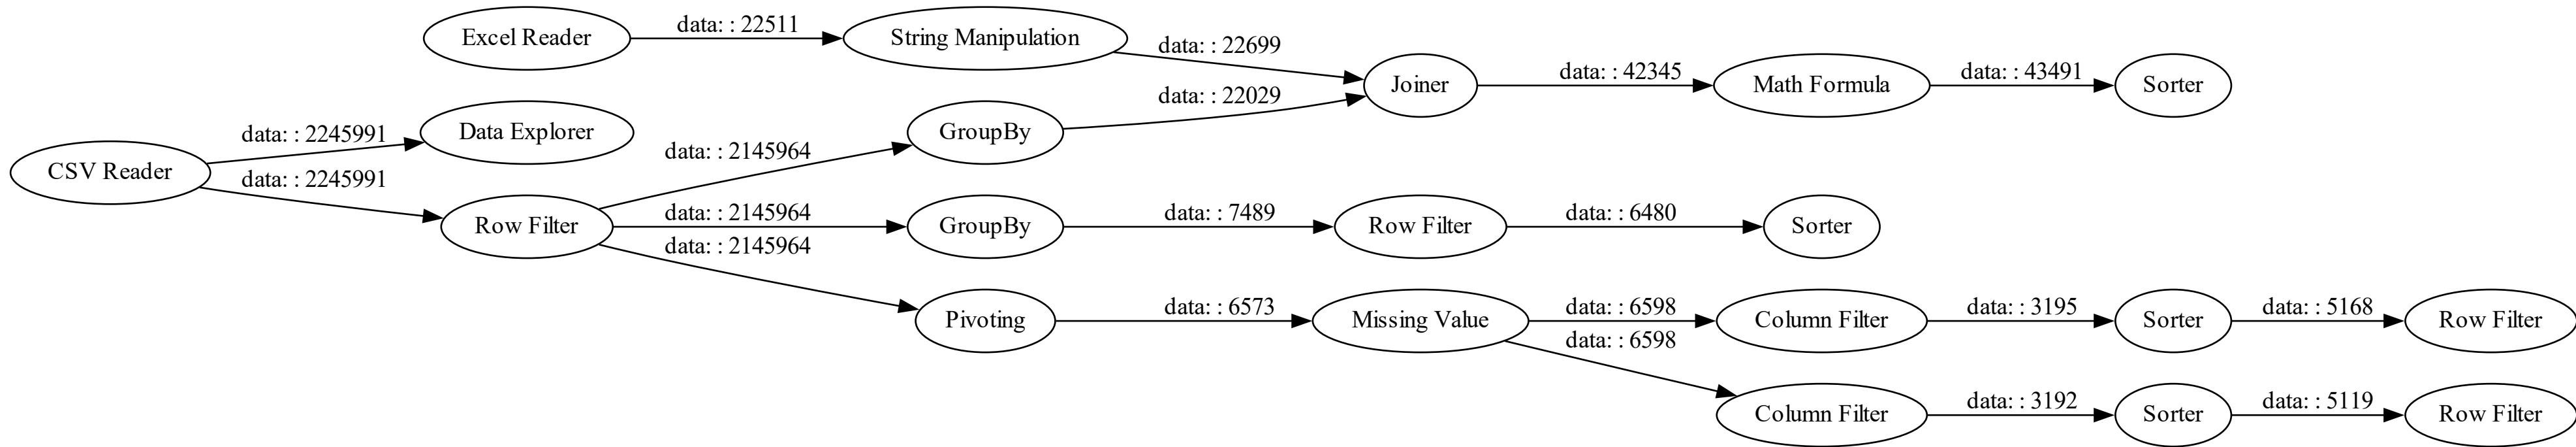 Excel Reader
data: : 22511
String Manipulation
data: : 22699
Joiner
data: : 42345
Math Formula
data: : 43491
Sorter
CSV Reader
data: : 2245991
Data Explorer
data: : 2245991
Row Filter
data: : 2145964
GroupBy
data: : 22029
data: : 2145964
GroupBy
data: : 7489
Row Filter
data: : 6480
Sorter
data: : 2145964
Pivoting
data: : 6573
Missing Value
data: : 6598
Column Filter
data: : 3195
Sorter
data: : 5168
Row Filter
data: : 6598
Column Filter
data: : 3192
Sorter
data: : 5119
Row Filter